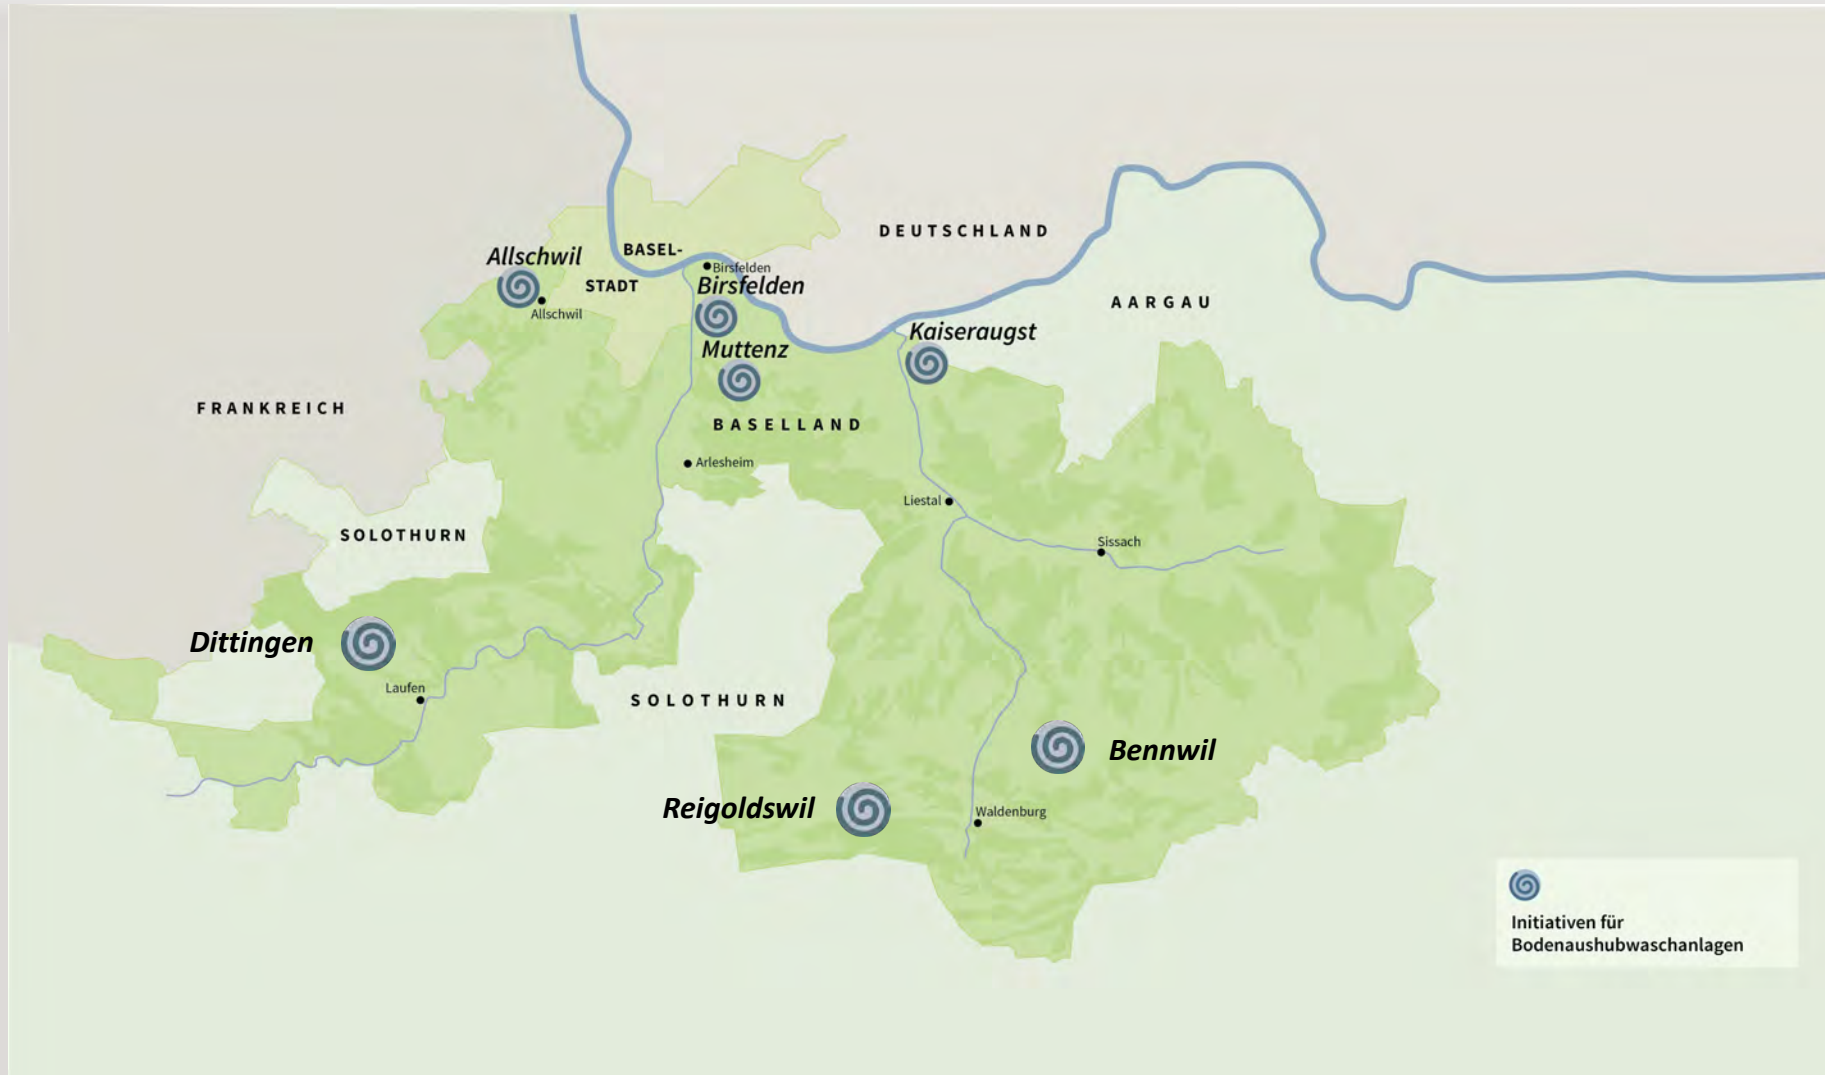 DEUTSCHLAND
BASEL-
STADT
Allschwil
Allschwil
Birsfelden
Birsfelden
Muttenz
Kaiseraugst
AARGAU
FRANKREICH
BASELLAND
Arlesheim
Liestal
SOLOTHURN
Sissach
Dittingen
Laufen
SOLOTHURN
Bennwil
Reigoldswil
Waldenburg
Initiativen für
Bodenaushubwaschanlagen